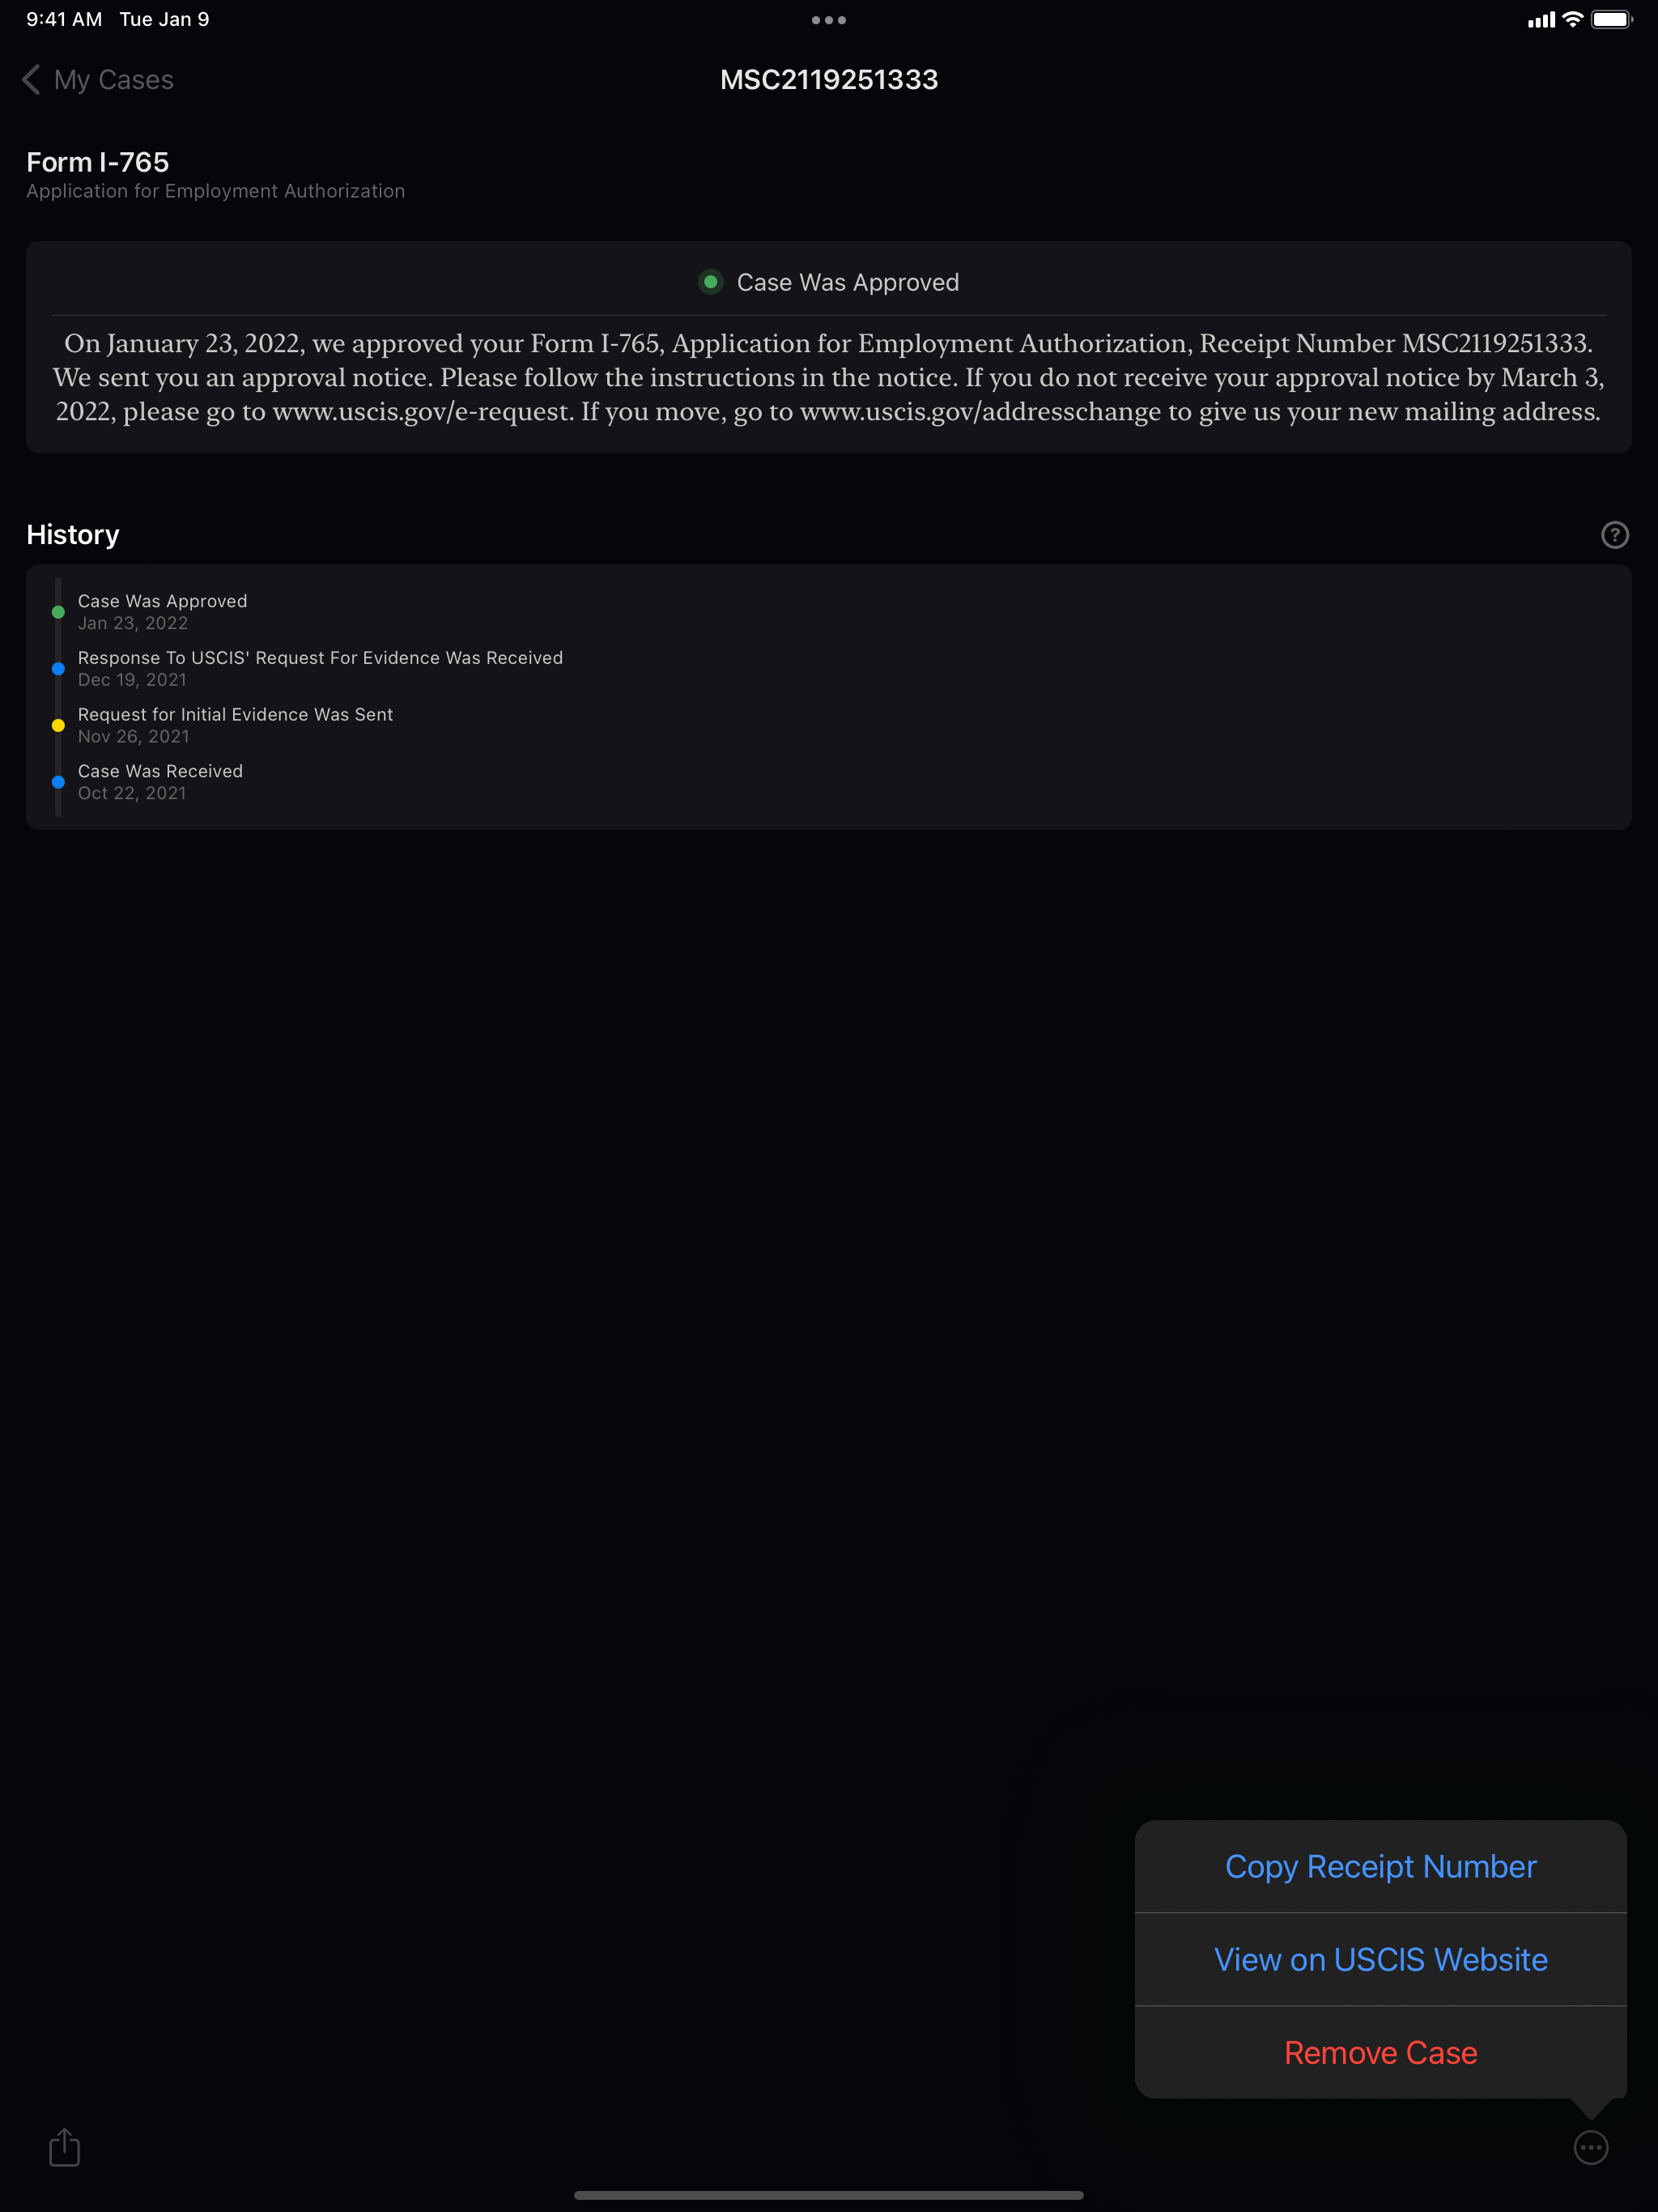 9:41 AM Tue Jan 9
My Cases
MSC2119251333
Form I-765
Application for Employment Authorization
Case Was Approved
On January 23, 2022, we approved your Form I-765, Application for Employment Authorization, Receipt Number MSC2119251333.
We sent you an approval notice. Please follow the instructions in the notice. If you do not receive your approval notice by March 3,
2022, please go to www.uscis.gov/e-request. If you move, go to www.uscis.gov/addresschange to give us your new mailing address.
History
?
Case Was Approved
Jan 23, 2022
Response To USCIS' Request For Evidence Was Received
Dec 19, 2021
Request for Initial Evidence Was Sent
Nov 26, 2021
Case Was Received
Oct 22, 2021
Copy Receipt Number
View on USCIS Website
Remove Case